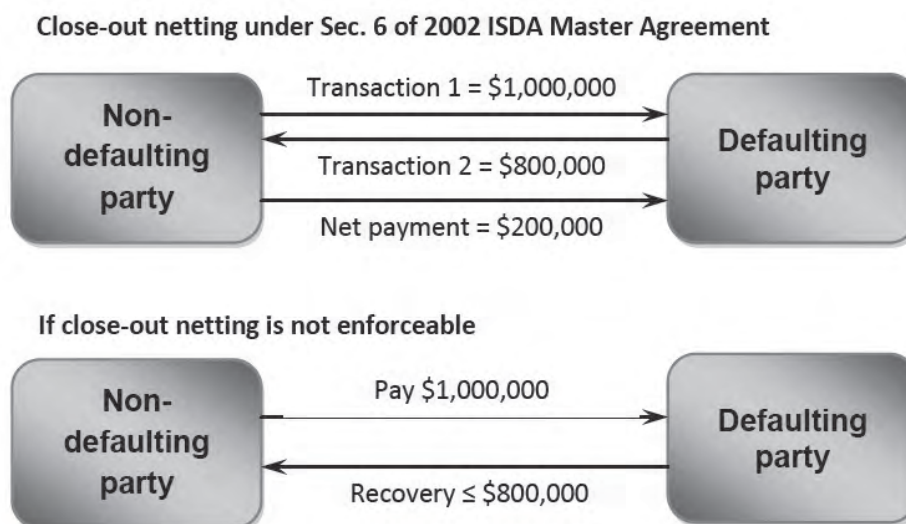 Close-out netting under Sec. 6 of 2002 ISDA Master Agreement
Non-
defaulting
party
Transaction 1 = $1,000,000
Transaction 2 = $800,000
Net payment = $200,000
Defaulting
party
If close-out netting is not enforceable
Non-
defaulting
party
Pay $1,000,000
Recovery ≤ $800,000
Defaulting
party